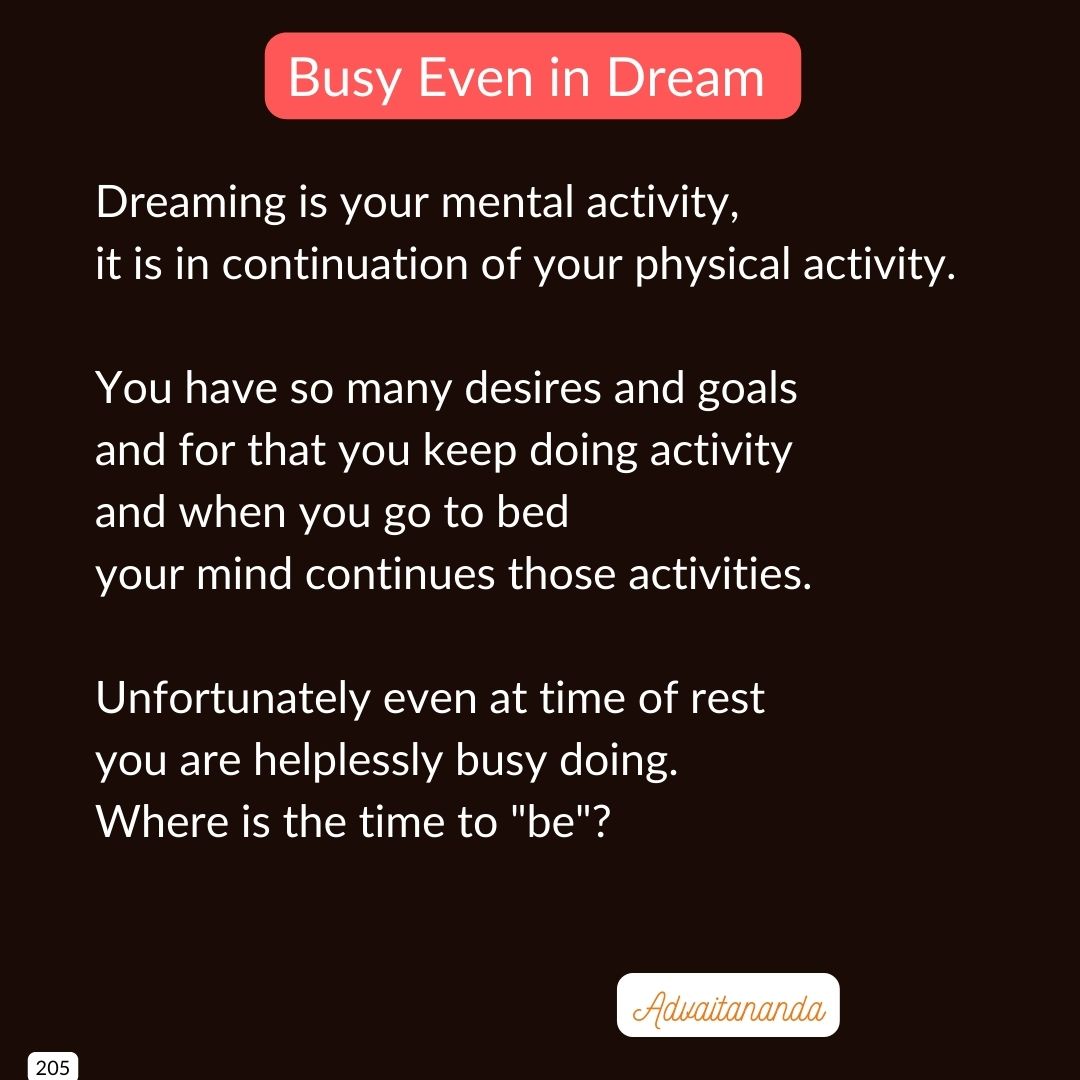 Busy Even in Dream
Dreaming is your mental activity,
it is in continuation of your physical activity.
You have so many desires and goals
and for that you keep doing activity
and when you go to bed
your mind continues those activities.
Unfortunately even at time of rest
you are helplessly busy doing.
Where is the time to "be"?
Advaitananda
205